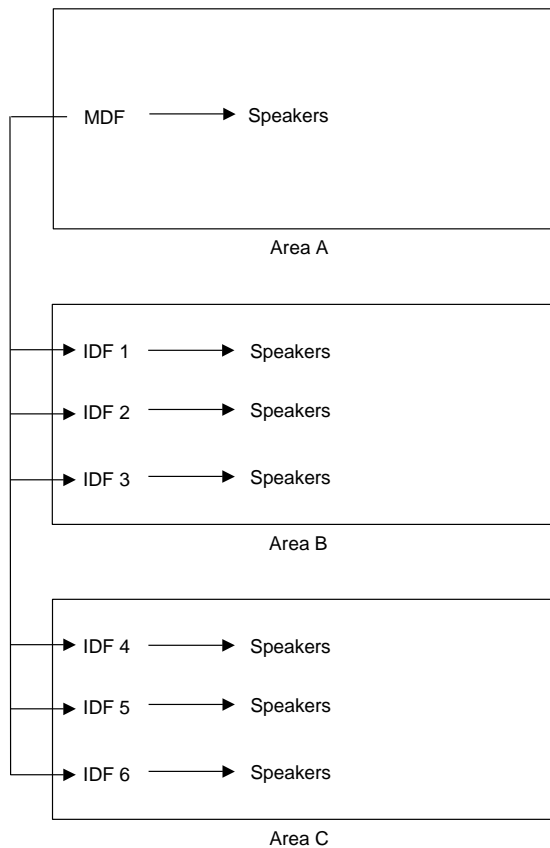 MDF Speakers
Area A
IDF 1 Speakers
IDF 2 Speakers
IDF 3 Speakers
Area B
IDF 4 Speakers
IDF 5 Speakers
IDF 6 Speakers
Area C